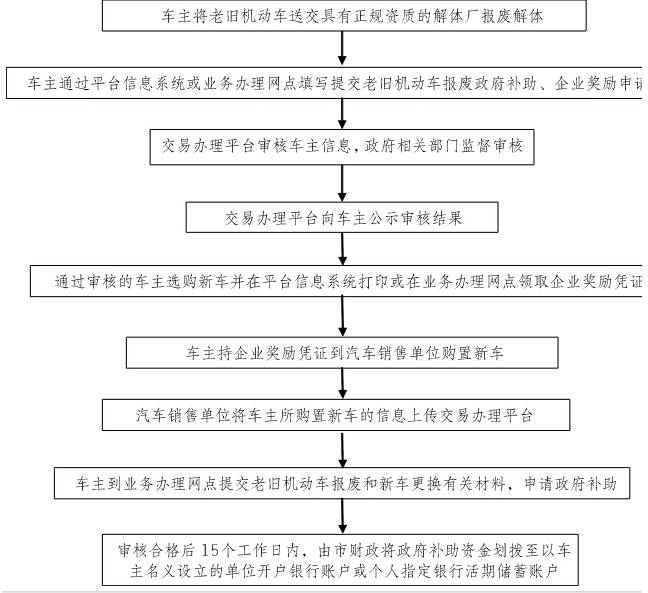 车主将老旧机动车送交具有正规资质的解体厂报废解体
车主通过平台信息系统或业务办理网点填写提交老旧机动车报废政府补助、企业奖励申请
交易办理平台审核车主信息，政府相关部门监督审核
交易办理平台向车主公示审核结果
通过审核的车主选购新车并在平台信息系统打印或在业务办理网点领取企业奖励凭证
车主持企业奖励凭证到汽车销售单位购置新车
汽车销售单位将车主所购置新车的信息上传交易办理平台
车主到业务办理网点提交老旧机动车报废和新车更换有关材料，申请政府补助
审核合格后15个工作日内，由市财政将政府补助资金划拨至以车
主名义设立的单位开户银行账户或个人指定银行活期储蓄账户